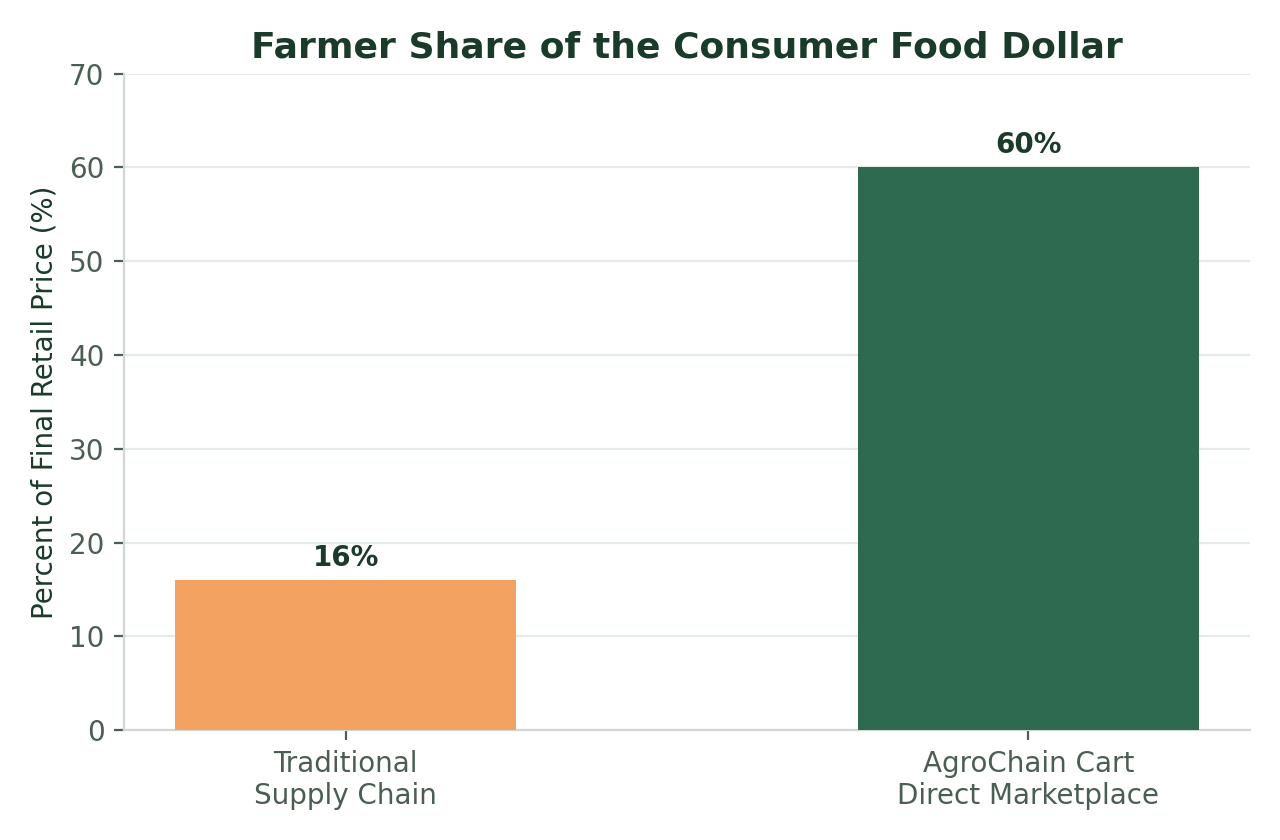 Farmer Share of the Consumer Food Dollar
Percent of Final Retail Price (%)
70
60
50
40
30
20
10
0
16%
60%
Traditional
Supply Chain
AgroChain Cart
Direct Marketplace